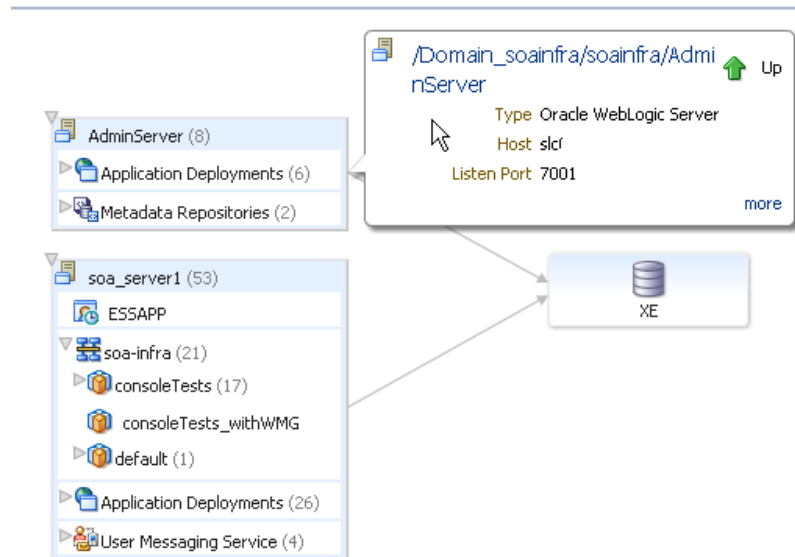 /Domain_soainfra/soainfra/Admi
nServer
Up
Type Oracle WebLogic Server
Host slcf
Listen Port 7001
more
AdminServer (8)
Application Deployments (6)
Metadata Repositories (2)
soa_server1 (53)
ESSAPP
soa-infra (21)
consoleTests (17)
consoleTests_withWMG
default (1)
Application Deployments (26)
User Messaging Service (4)
XE